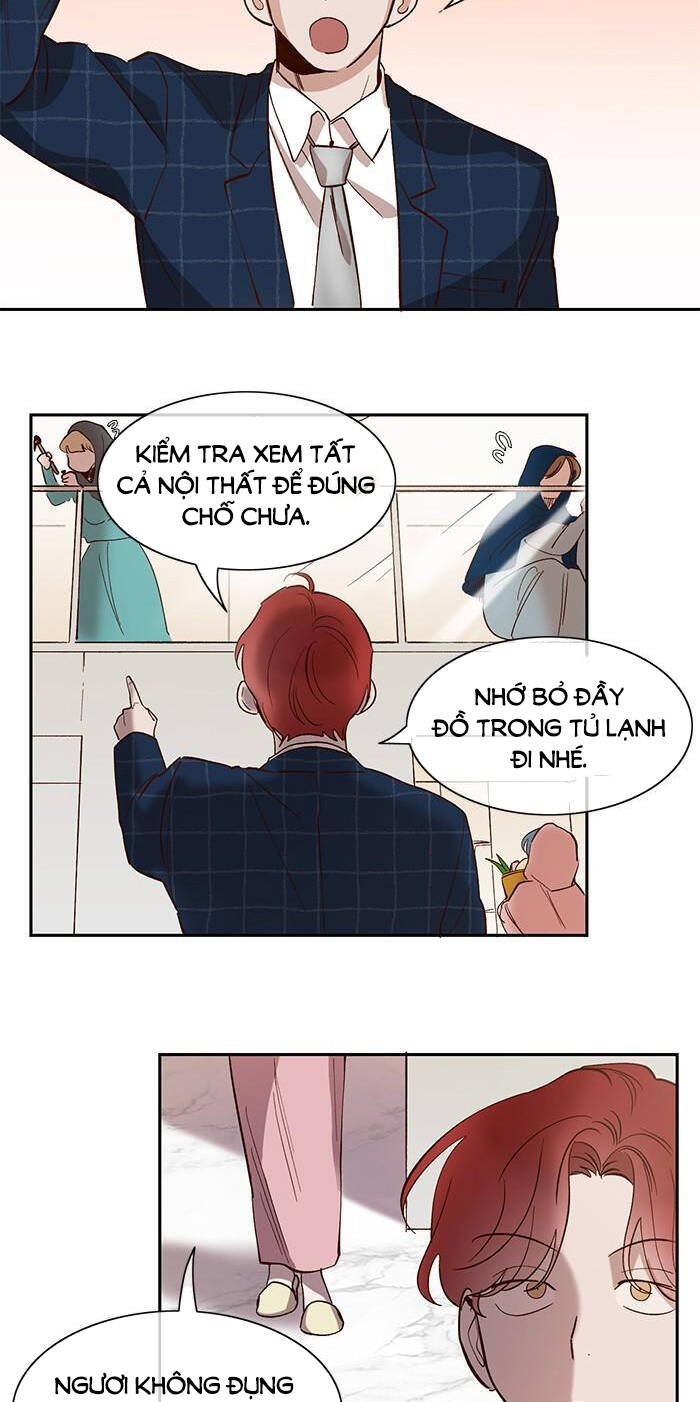 KIỂM TRA XEM TẤT
CẢ NỘI THẤT ĐỂ ĐÚNG
CHỐ CHƯA.
NHỚ BỎ ĐẦY
ĐỒ TRONG TỦ LẠNH
ĐI NHÉ.
NGƯƠI KHÔNG ĐỤNG